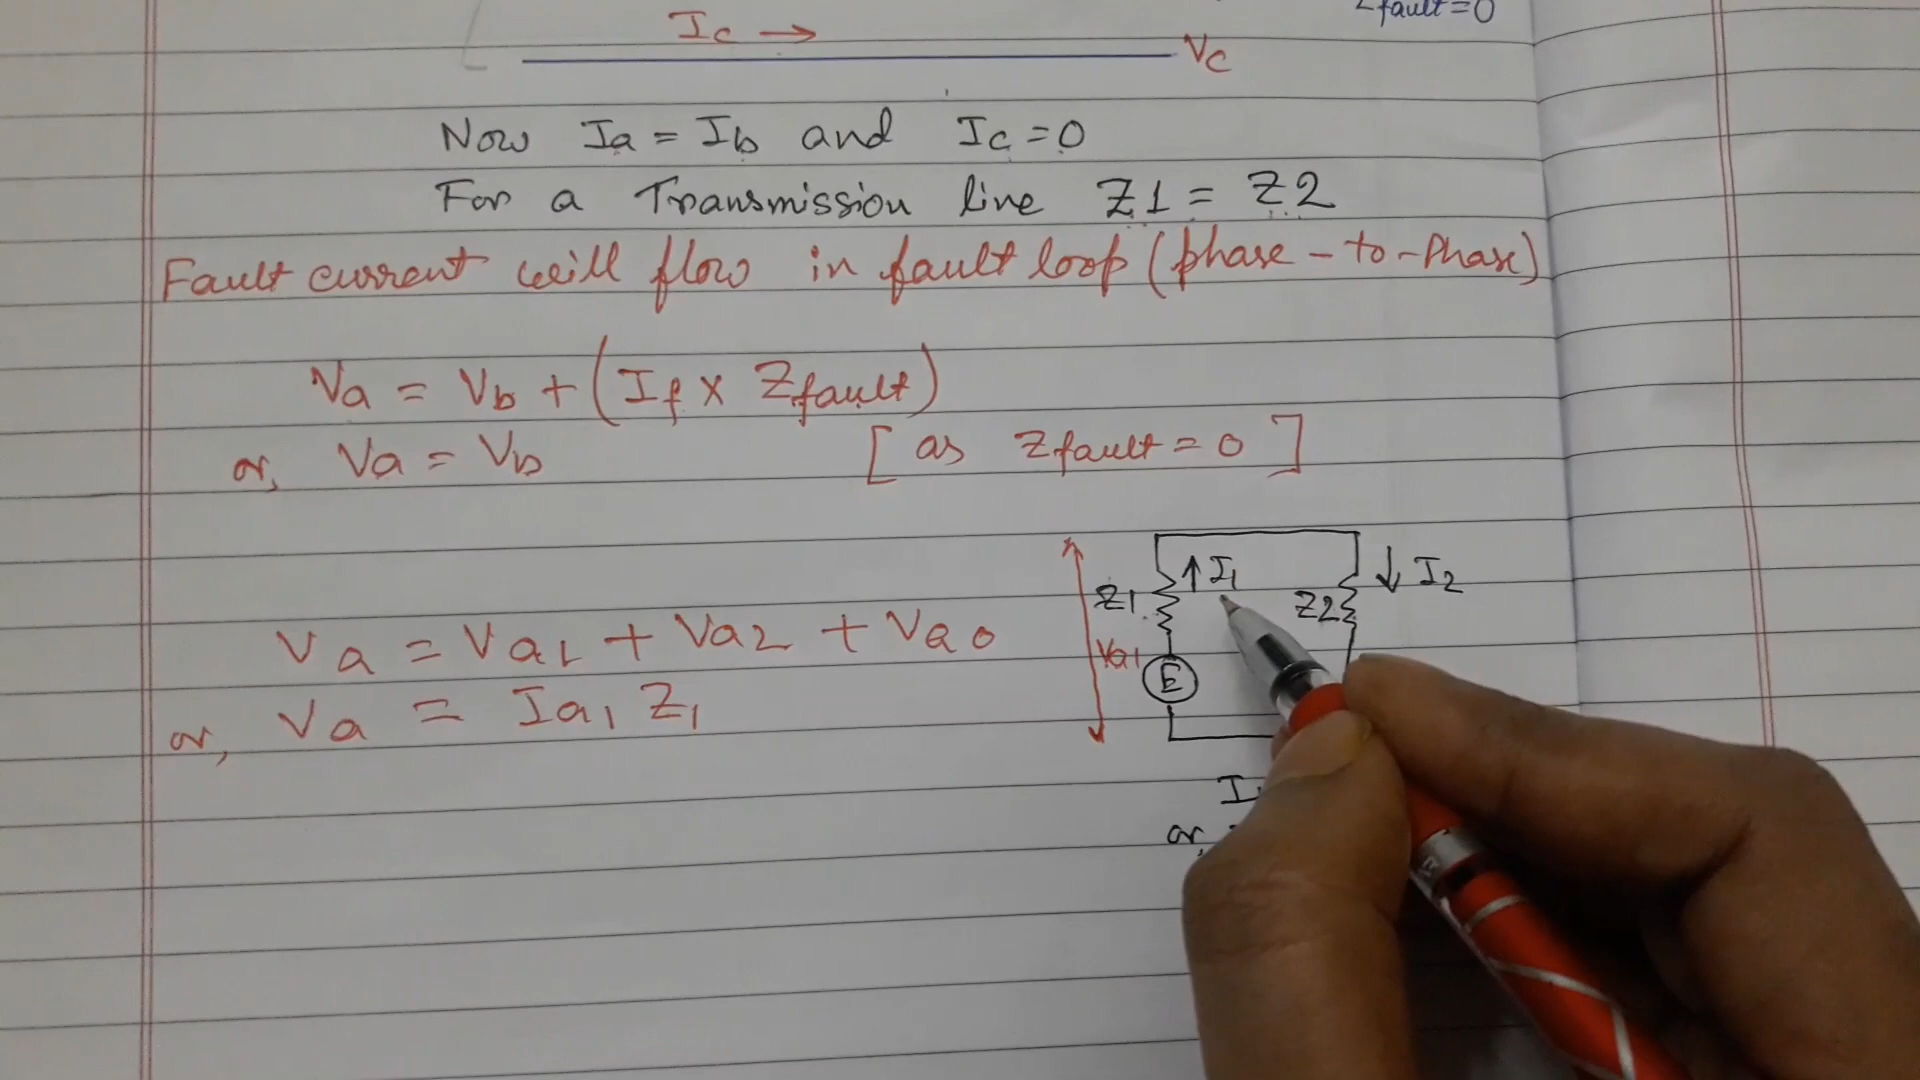 Zfault=0
Ic → Vc
Now Ia = Ib and Ic = 0
For a Transmission line Z1 = Z2
Fault current will flow in fault loop (phase-to-Phase)
Va = Vb + (If x Zfault)
or, Va = Vb [as Zfault = 0]
↑ I1 ↓ I2
Z1 Z2
Va = Va1 + Va2 + Va0
Va1 E
or, Va = Ia1 Z1
or,